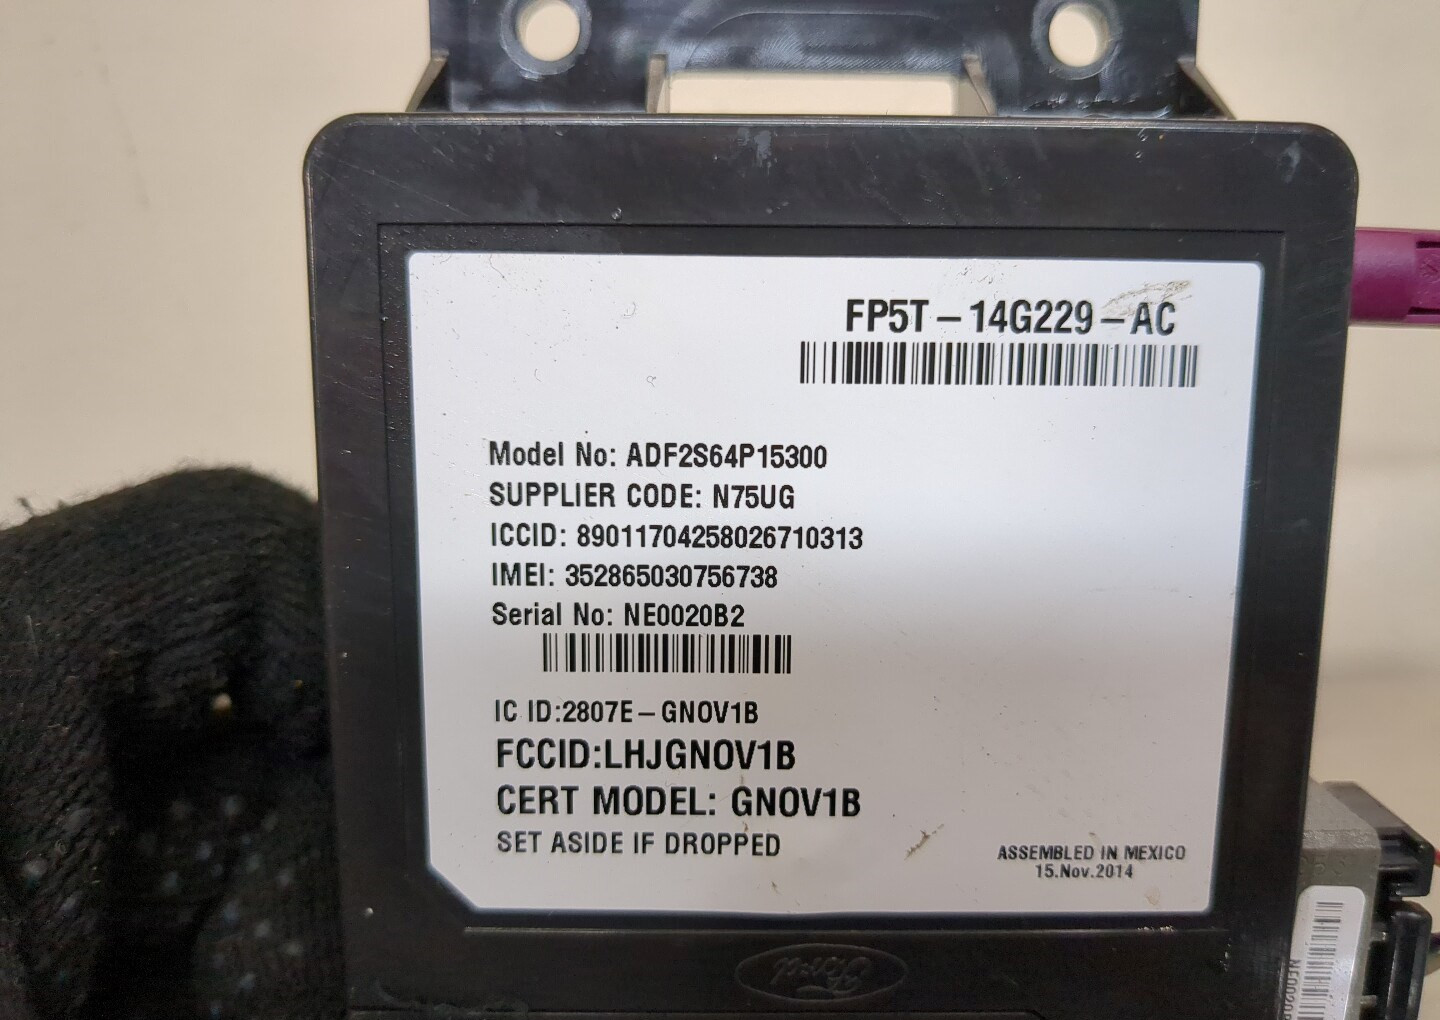 FP5T – 14G229 – AC
Model No: ADF2S64P15300
SUPPLIER CODE: N75UG
ICCID: 89011704258026710313
IMEI: 352865030756738
Serial No: NE0020B2
IC ID:2807E – GNOV1B
FCCID:LHJGNOV1B
CERT MODEL: GNOV1B
SET ASIDE IF DROPPED
ASSEMBLED IN MEXICO
15.Nov.2014
Ford